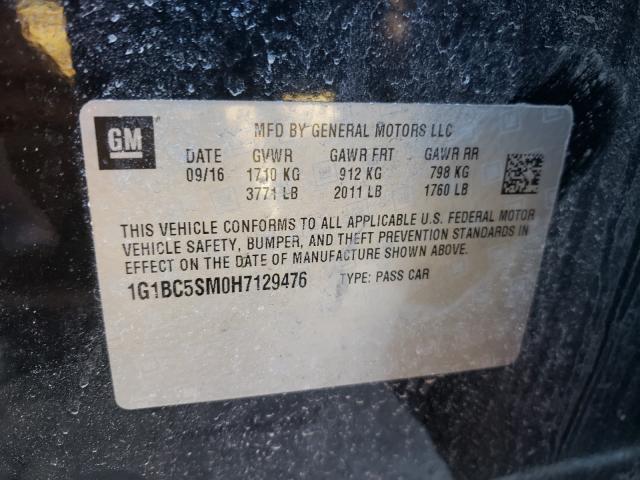 GM
MFD BY GENERAL MOTORS LLC
DATE GVWR GAWR FRT GAWR RR
09/16 1710 KG 912 KG 798 KG
3771 LB 2011 LB 1760 LB
THIS VEHICLE CONFORMS TO ALL APPLICABLE U.S. FEDERAL MOTOR
VEHICLE SAFETY, BUMPER, AND THEFT PREVENTION STANDARDS IN
EFFECT ON THE DATE OF MANUFACTURE SHOWN ABOVE.
1G1BC5SM0H7129476 TYPE: PASS CAR